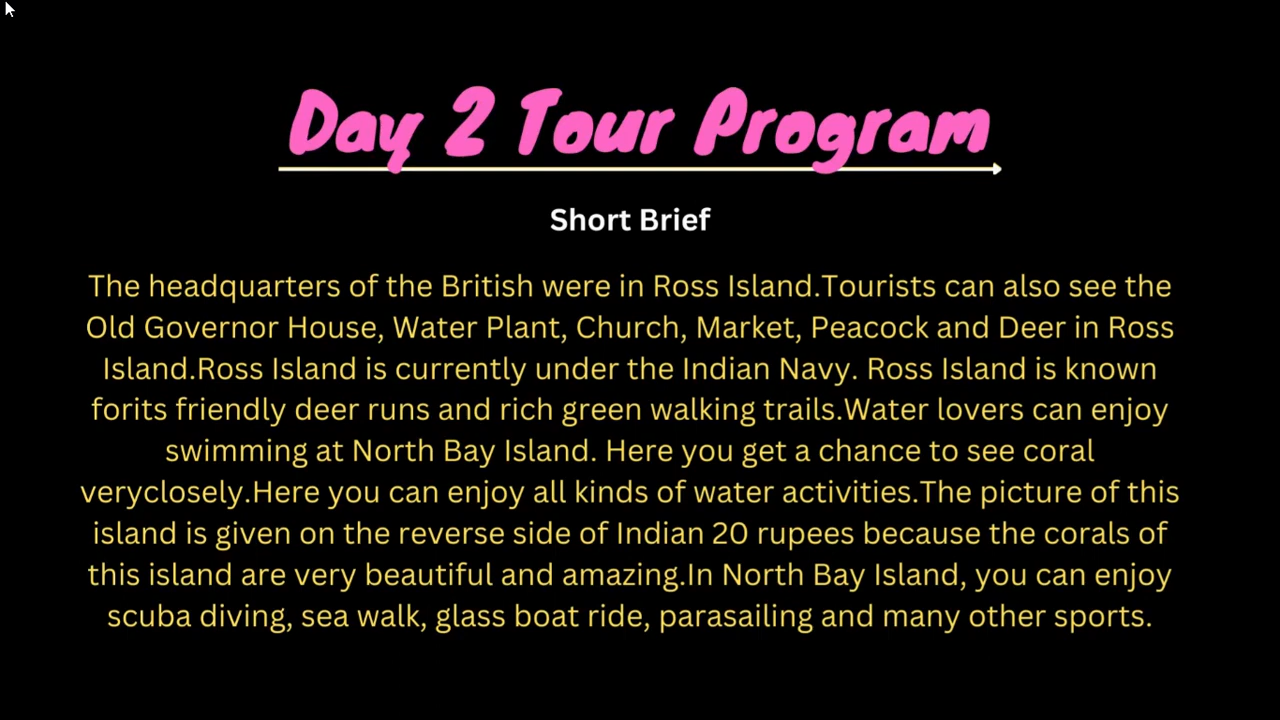 Day 2 Tour Program
Short Brief
The headquarters of the British were in Ross Island.Tourists can also see the
Old Governor House, Water Plant, Church, Market, Peacock and Deer in Ross
Island.Ross Island is currently under the Indian Navy. Ross Island is known
forits friendly deer runs and rich green walking trails.Water lovers can enjoy
swimming at North Bay Island. Here you get a chance to see coral
veryclosely.Here you can enjoy all kinds of water activities.The picture of this
island is given on the reverse side of Indian 20 rupees because the corals of
this island are very beautiful and amazing.In North Bay Island, you can enjoy
scuba diving, sea walk, glass boat ride, parasailing and many other sports.